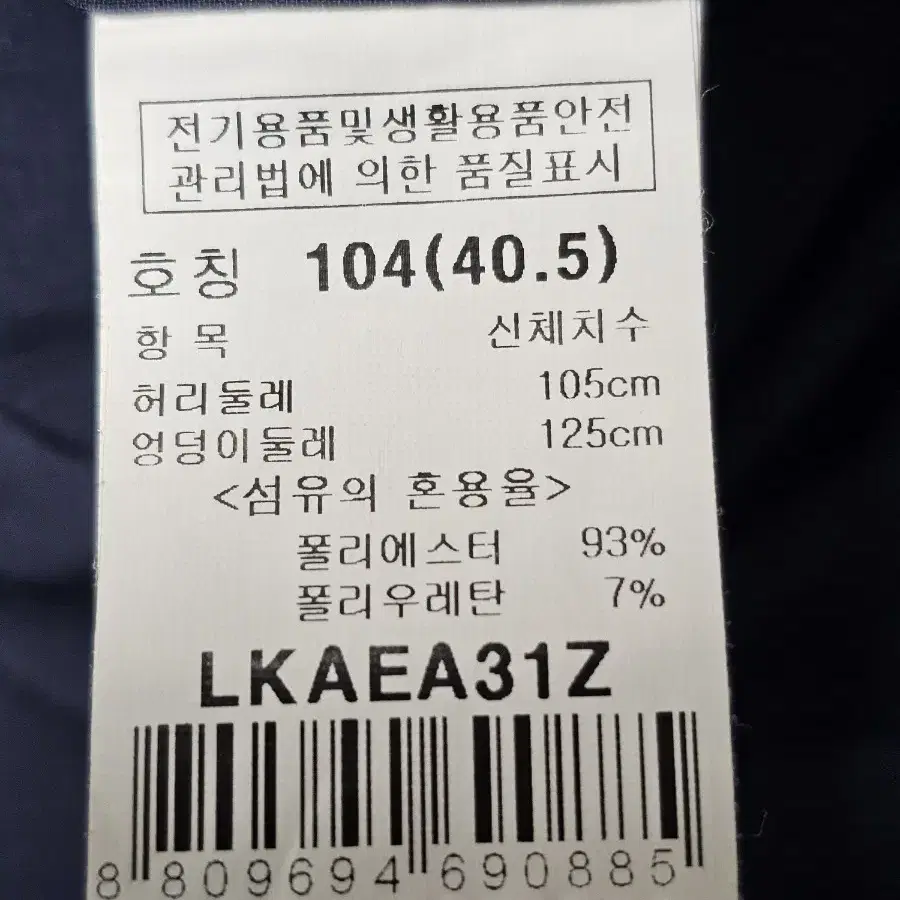 전기용품및생활용품안전
관리법에 의한 품질표시
호칭 104(40.5)
항목 신체치수
허리둘레 105cm
엉덩이둘레 125cm
<섬유의 혼용율>
폴리에스터 93%
폴리우레탄 7%
LKAEA31Z
8 809694 690885